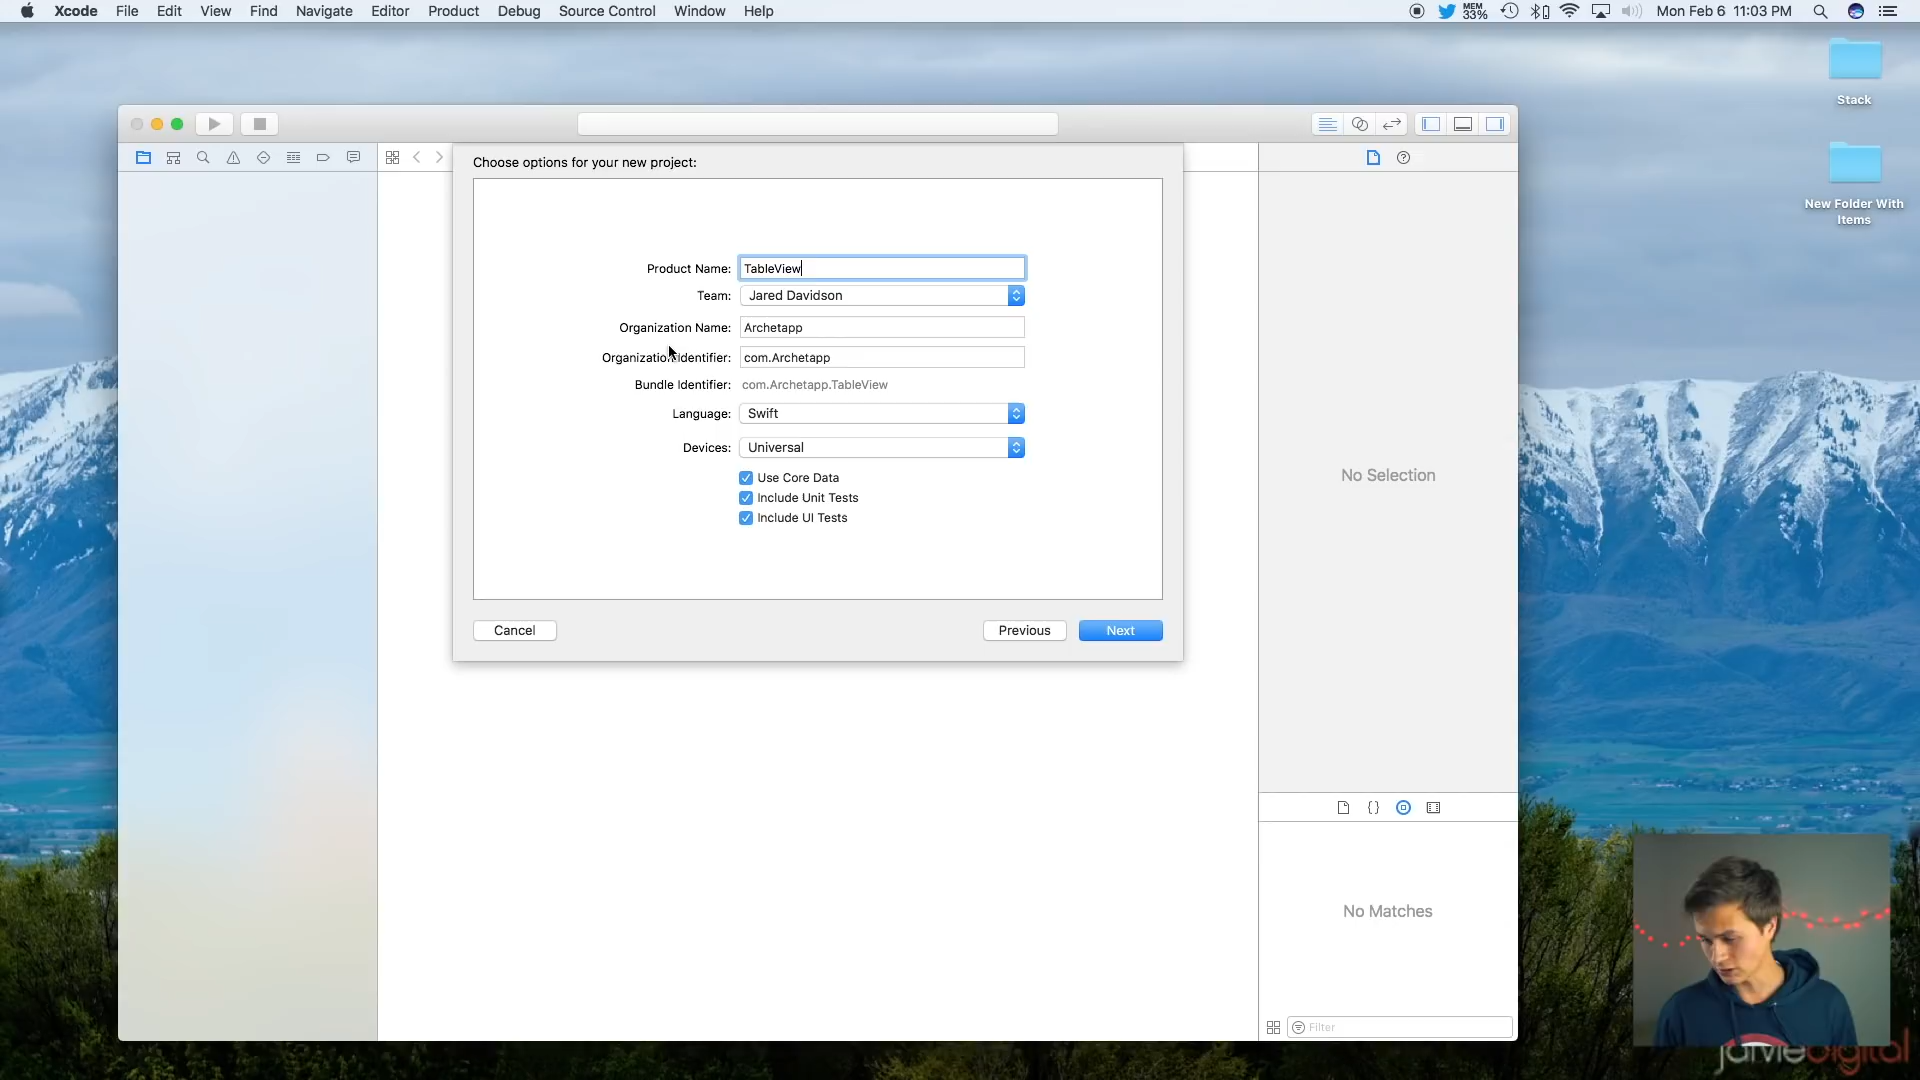 Xcode File Edit View Find Navigate Editor Product Debug Source Control Window Help MEM 33% Mon Feb 6 11:03 PM
Stack
New Folder With
Items
Choose options for your new project:
Product Name: TableView
Team: Jared Davidson
Organization Name: Archetapp
Organization Identifier: com.Archetapp
Bundle Identifier: com.Archetapp.TableView
Language: Swift
Devices: Universal
Use Core Data
Include Unit Tests
Include UI Tests
Cancel Previous Next
No Selection
{}
No Matches
Filter
jarviedigital